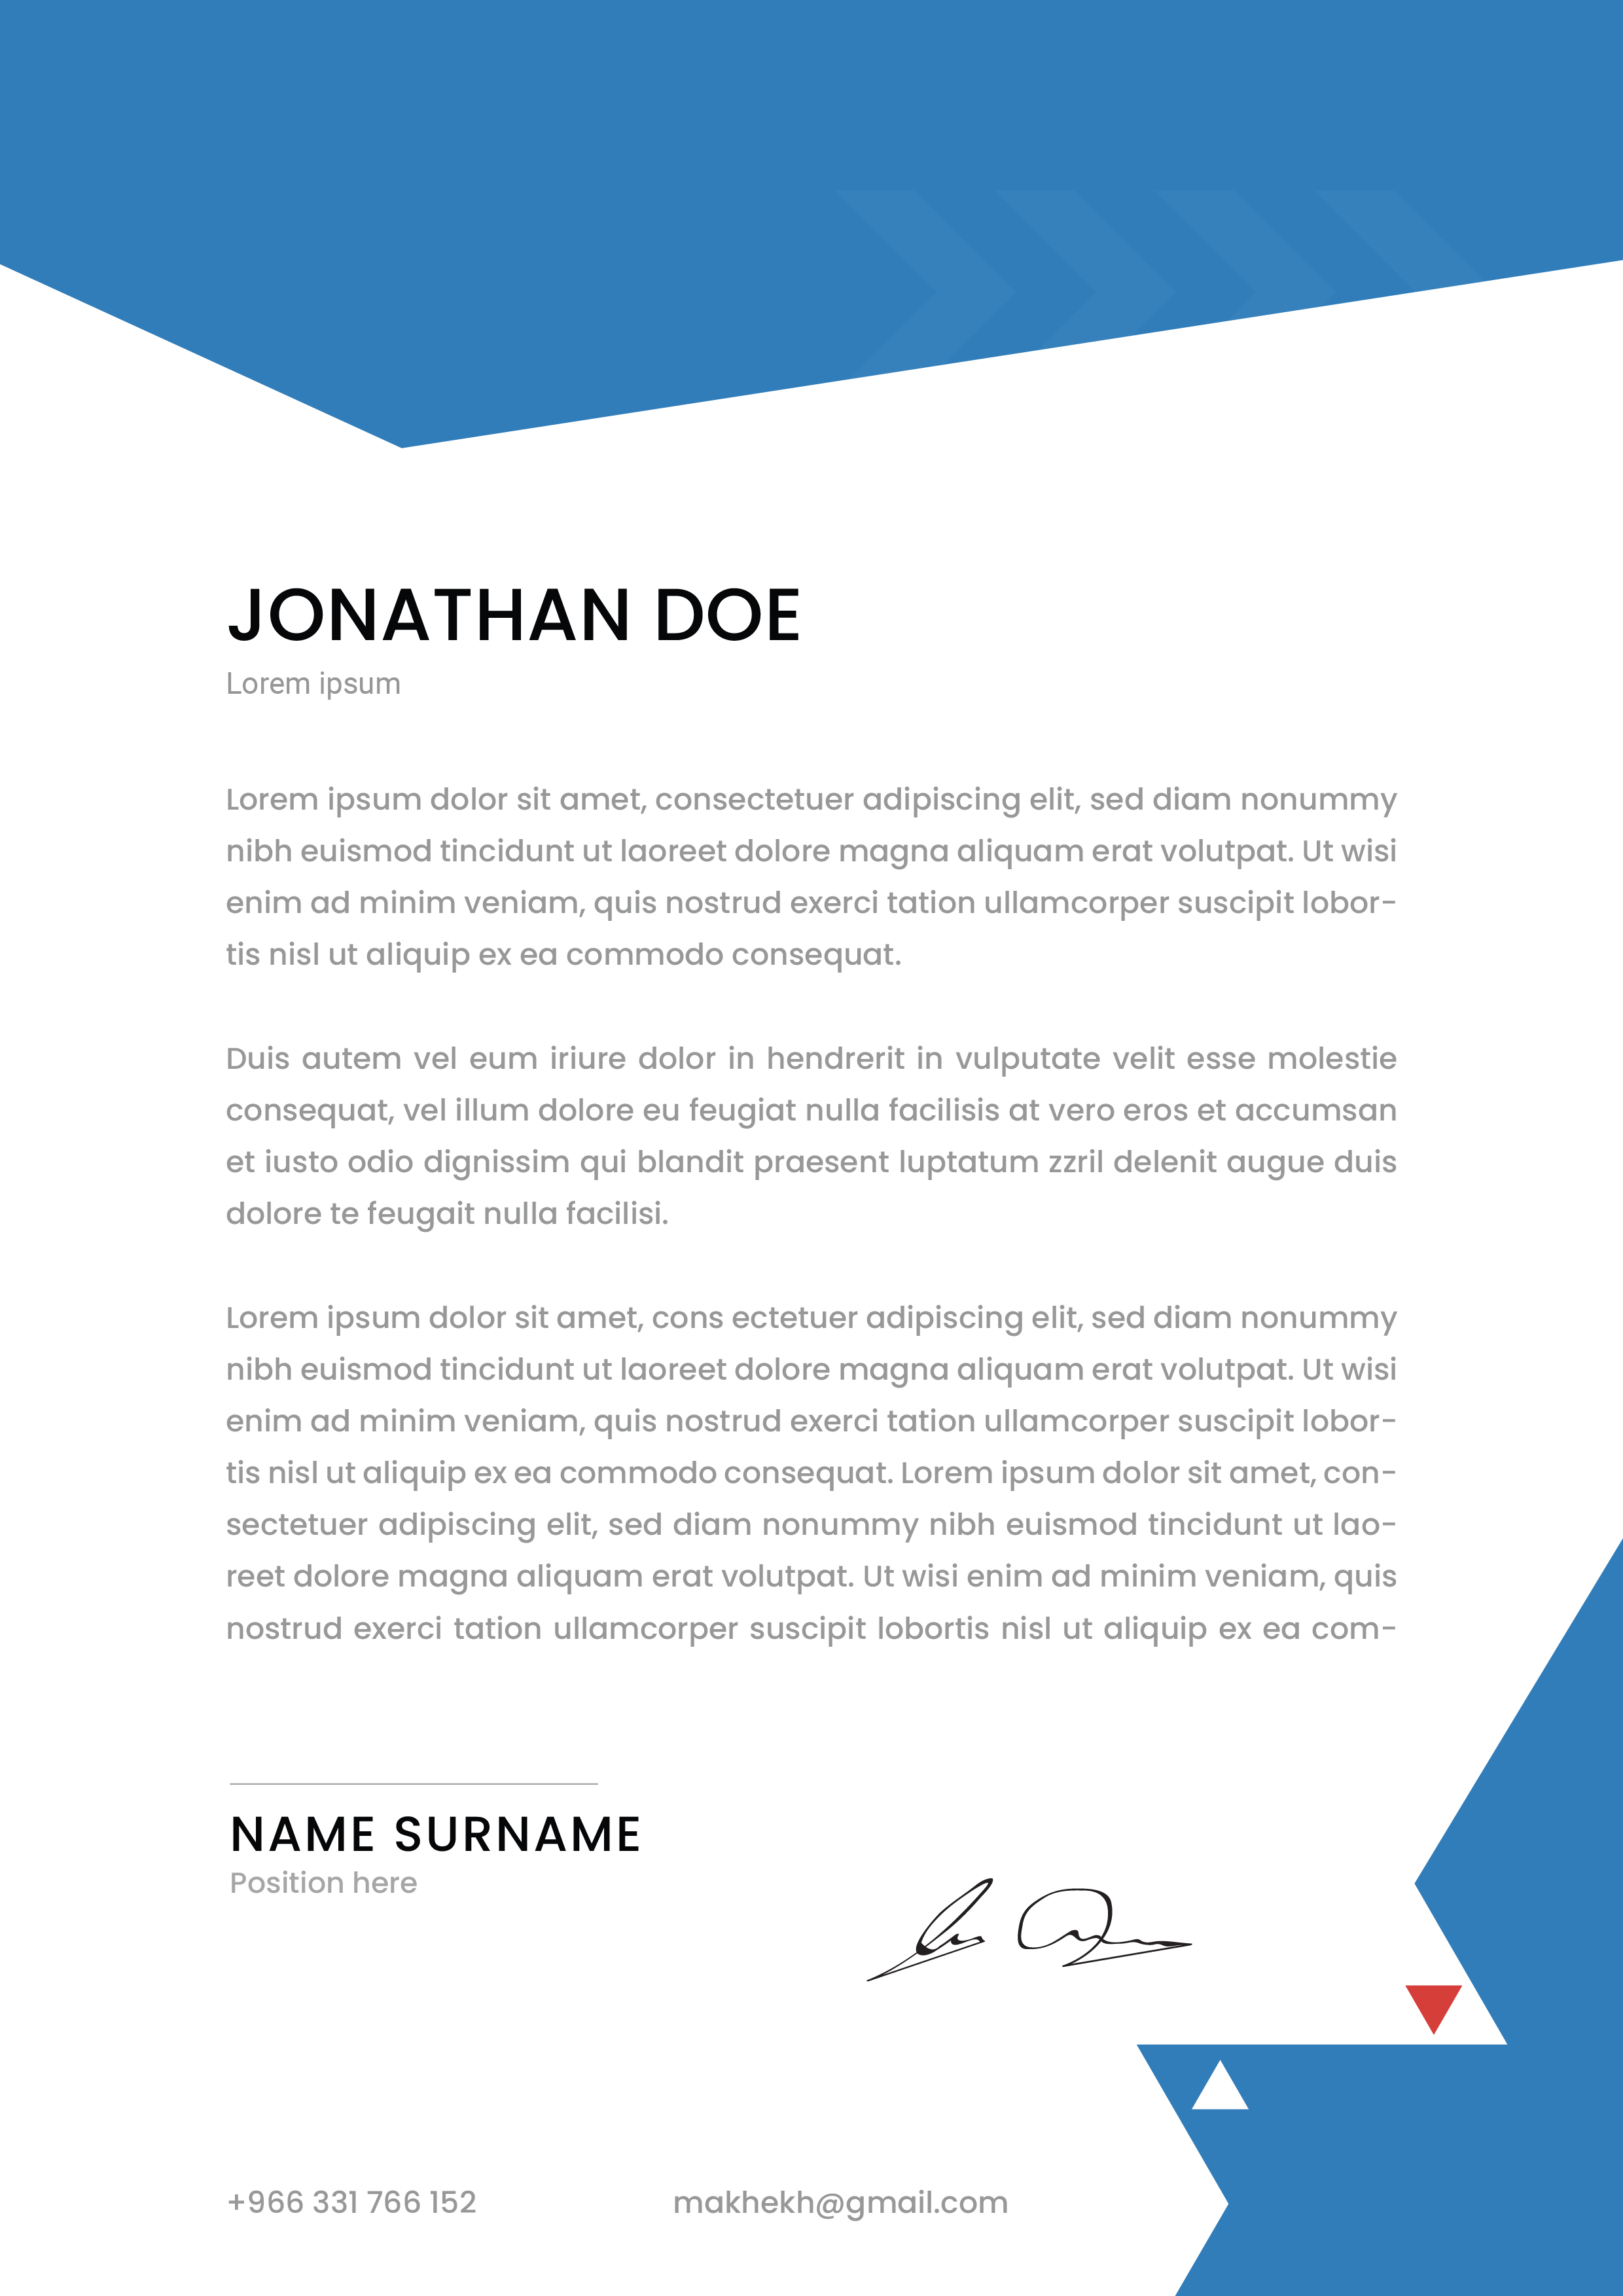 JONATHAN DOE
Lorem ipsum
Lorem ipsum dolor sit amet, consectetuer adipiscing elit, sed diam nonummy
nibh euismod tincidunt ut laoreet dolore magna aliquam erat volutpat. Ut wisi
enim ad minim veniam, quis nostrud exerci tation ullamcorper suscipit lobor-
tis nisl ut aliquip ex ea commodo consequat.
Duis autem vel eum iriure dolor in hendrerit in vulputate velit esse molestie
consequat, vel illum dolore eu feugiat nulla facilisis at vero eros et accumsan
et iusto odio dignissim qui blandit praesent luptatum zzril delenit augue duis
dolore te feugait nulla facilisi.
Lorem ipsum dolor sit amet, cons ectetuer adipiscing elit, sed diam nonummy
nibh euismod tincidunt ut laoreet dolore magna aliquam erat volutpat. Ut wisi
enim ad minim veniam, quis nostrud exerci tation ullamcorper suscipit lobor-
tis nisl ut aliquip ex ea commodo consequat. Lorem ipsum dolor sit amet, con-
sectetuer adipiscing elit, sed diam nonummy nibh euismod tincidunt ut lao-
reet dolore magna aliquam erat volutpat. Ut wisi enim ad minim veniam, quis
nostrud exerci tation ullamcorper suscipit lobortis nisl ut aliquip ex ea com-
NAME SURNAME
Position here
+966 331 766 152
makhekh@gmail.com